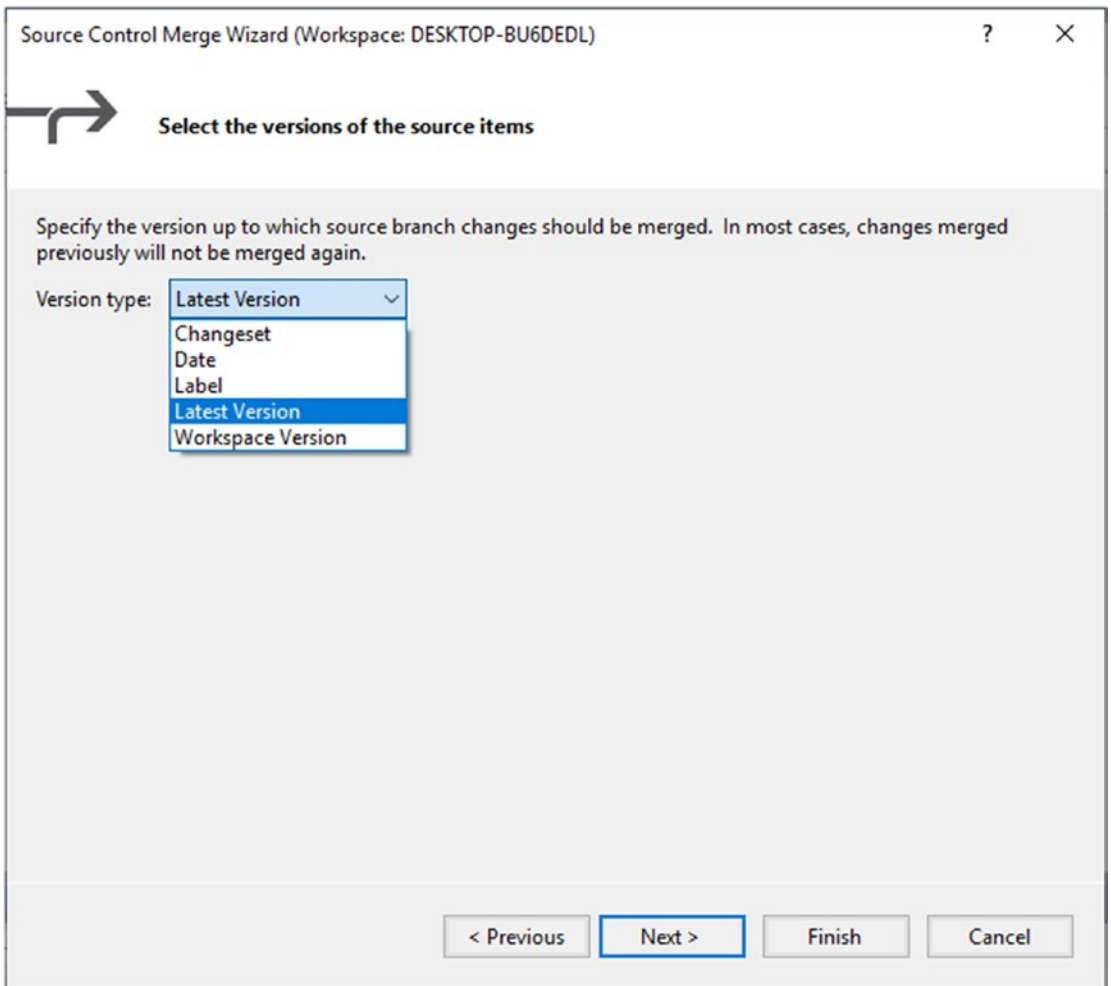 Source Control Merge Wizard (Workspace: DESKTOP-BU6DEDL)
?
Select the versions of the source items
Specify the version up to which source branch changes should be merged. In most cases, changes merged
previously will not be merged again.
Version type: Latest Version
Changeset
Date
Label
Latest Version
Workspace Version
< Previous Next > Finish Cancel